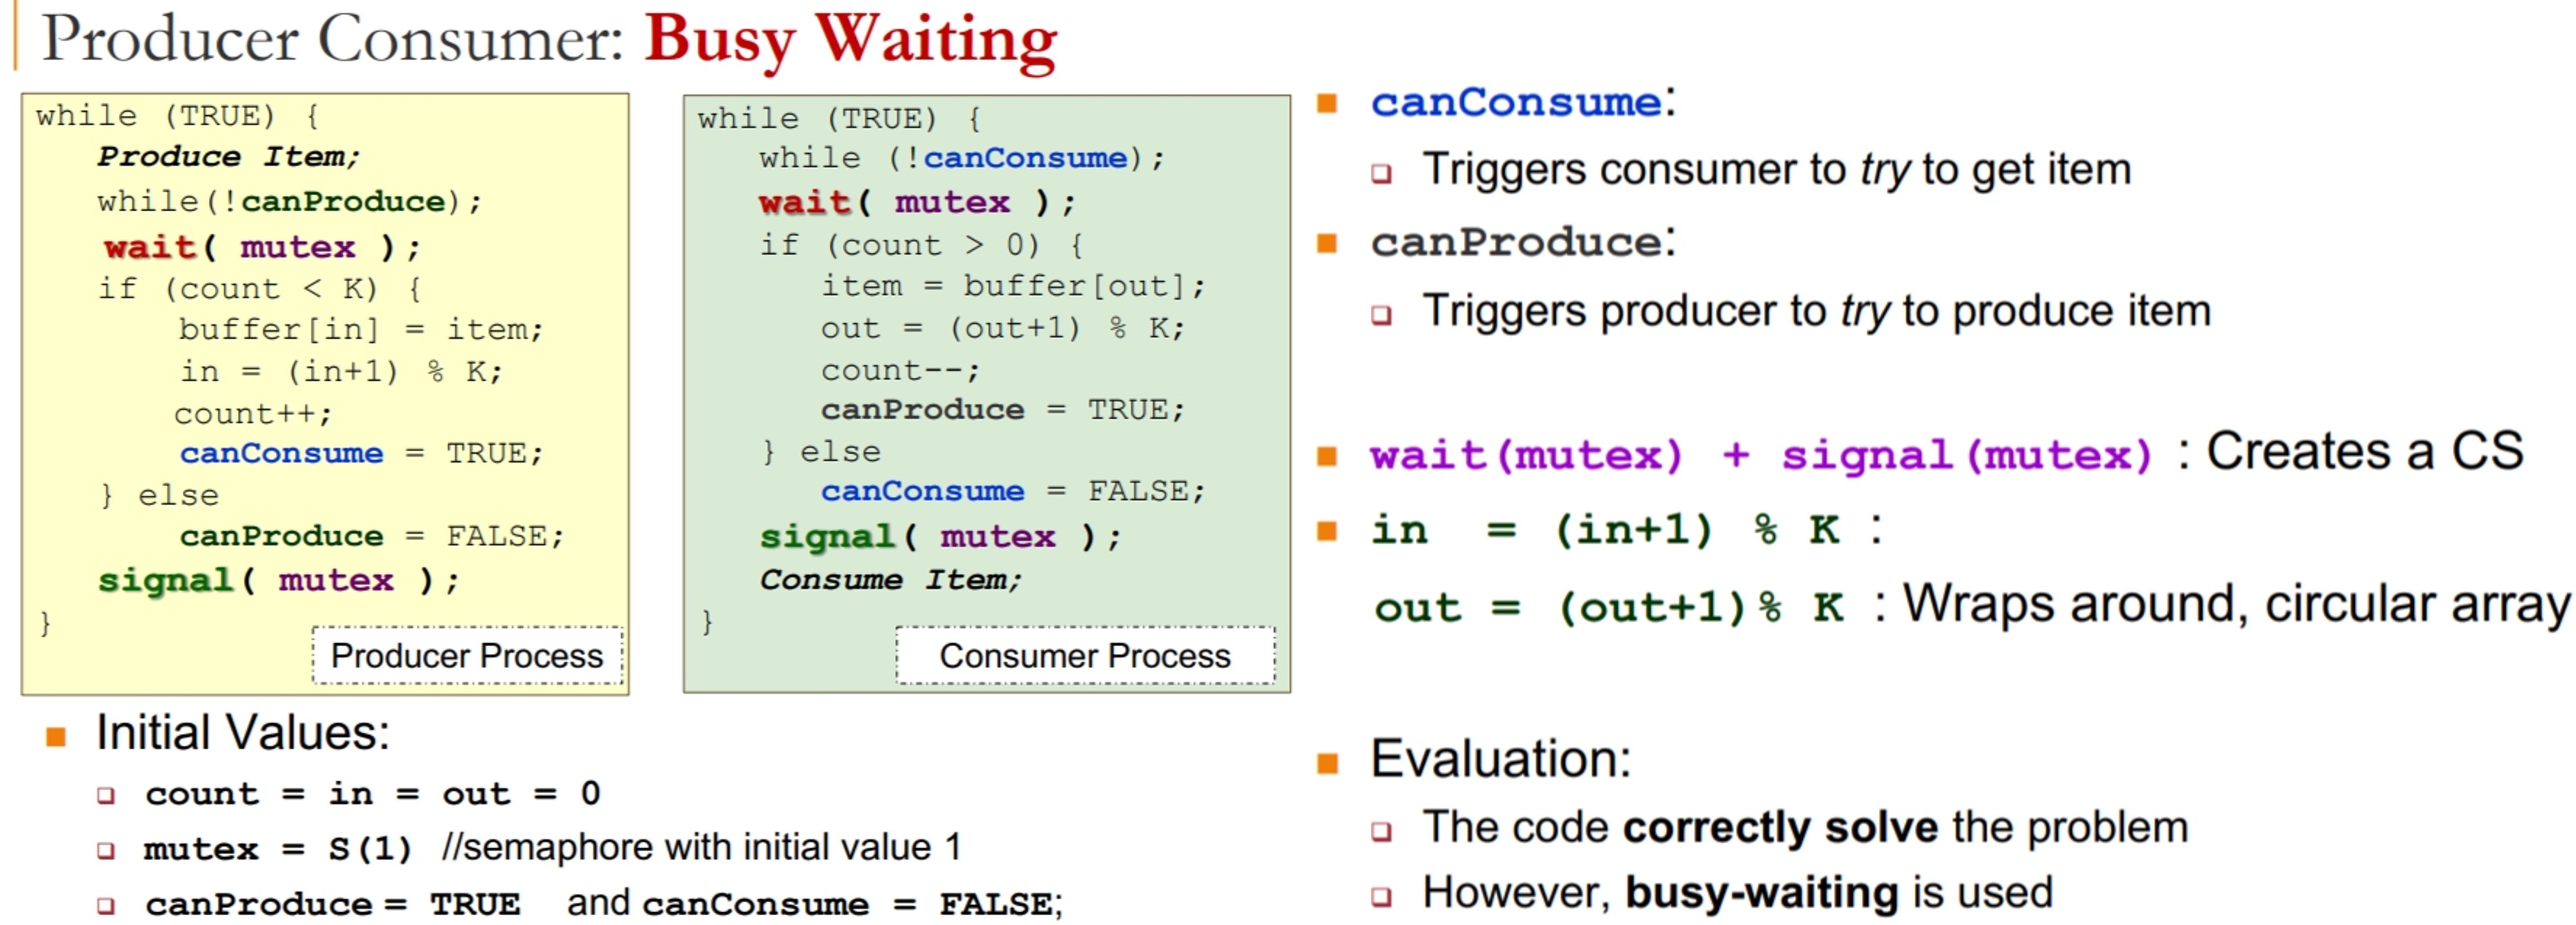 Producer Consumer: Busy Waiting
while (TRUE) {
Produce Item;
while(!canProduce);
wait( mutex );
if (count < K) {
buffer[in] = item;
in = (in+1) % K;
count++;
canConsume = TRUE;
} else
canProduce = FALSE;
signal( mutex );
}
Producer Process
while (TRUE) {
while (!canConsume);
wait( mutex );
if (count > 0) {
item = buffer[out];
out = (out+1) % K;
count--;
canProduce = TRUE;
} else
canConsume = FALSE;
signal( mutex );
Consume Item;
}
Consumer Process
Initial Values:
count = in = out = 0
mutex = S(1) //semaphore with initial value 1
canProduce = TRUE and canConsume = FALSE;
canConsume:
Triggers consumer to try to get item
canProduce:
Triggers producer to try to produce item
wait(mutex) + signal(mutex) : Creates a CS
in = (in+1) % K :
out = (out+1)% K : Wraps around, circular array
Evaluation:
The code correctly solve the problem
However, busy-waiting is used